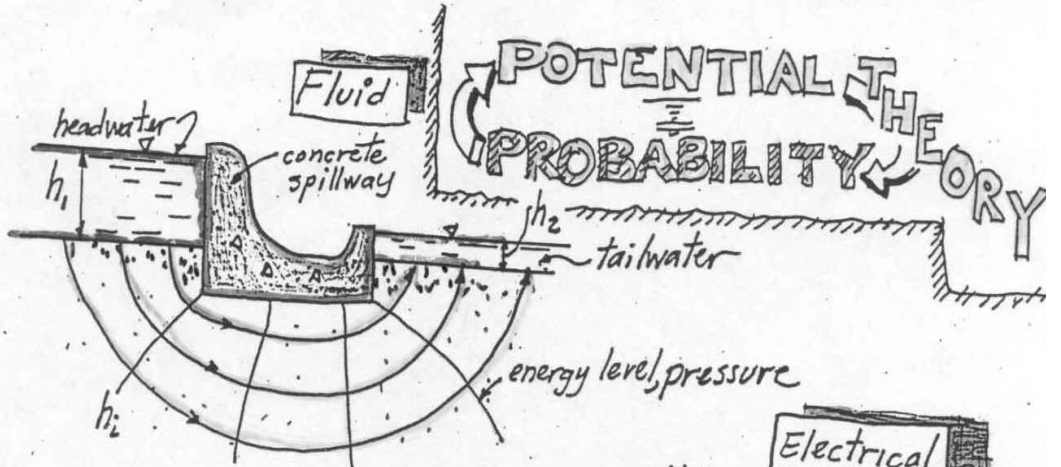 Fluid
POTENTIAL THEORY
PROBABILITY
headwater
concrete
spillway
h₁
h₂
tailwater
energy level, pressure
hᵢ
Electrical